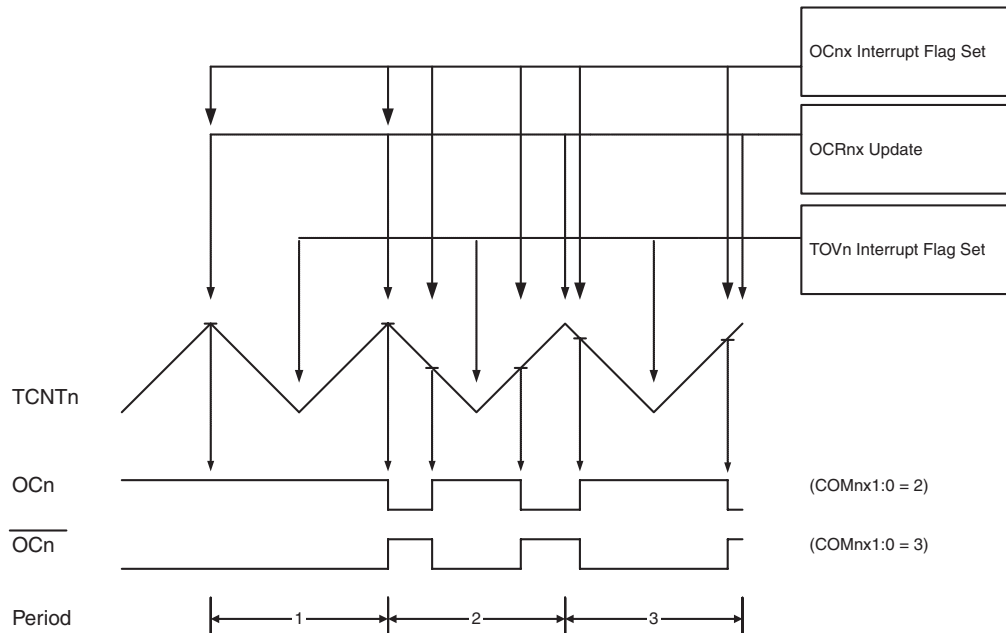 OCnx Interrupt Flag Set
OCRnx Update
TOVn Interrupt Flag Set
TCNTn
OCn
(COMnx1:0 = 2)
OCn
(COMnx1:0 = 3)
Period
1
2
3